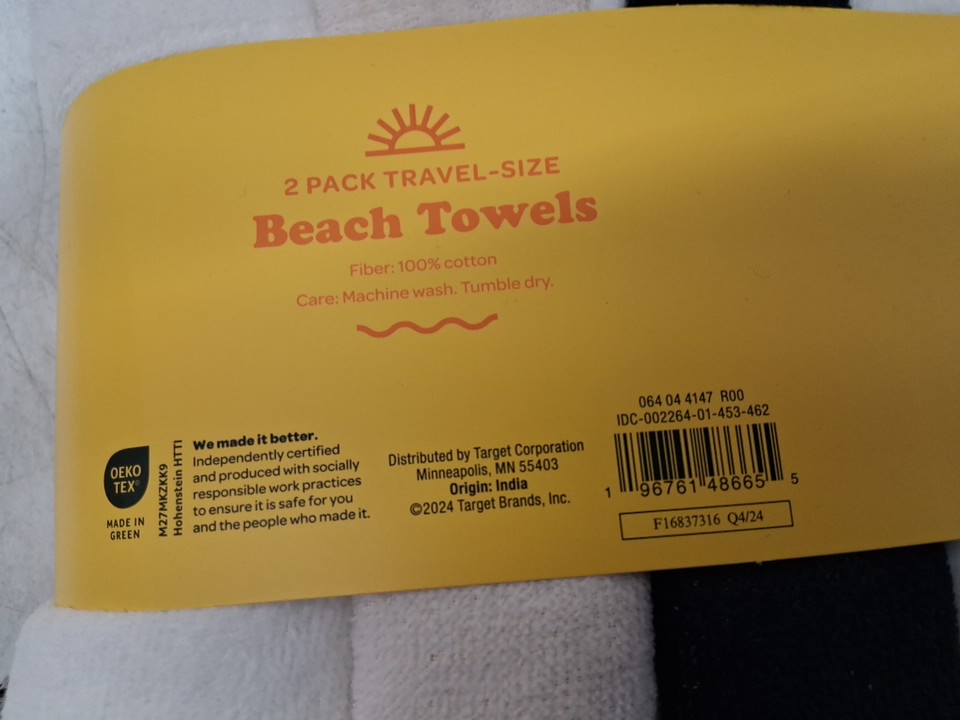 2 PACK TRAVEL-SIZE
Beach Towels
Fiber: 100% cotton
Care: Machine wash. Tumble dry.
OEKO
TEX®
MADE IN
GREEN
M27MKZKK9
Hohenstein HTTI
We made it better.
Independently certified
and produced with socially
responsible work practices
to ensure it is safe for you
and the people who made it.
Distributed by Target Corporation
Minneapolis, MN 55403
Origin: India
©2024 Target Brands, Inc.
064 04 4147 R00
IDC-002264-01-453-462
1 96761 48665 5
F16837316 Q4/24